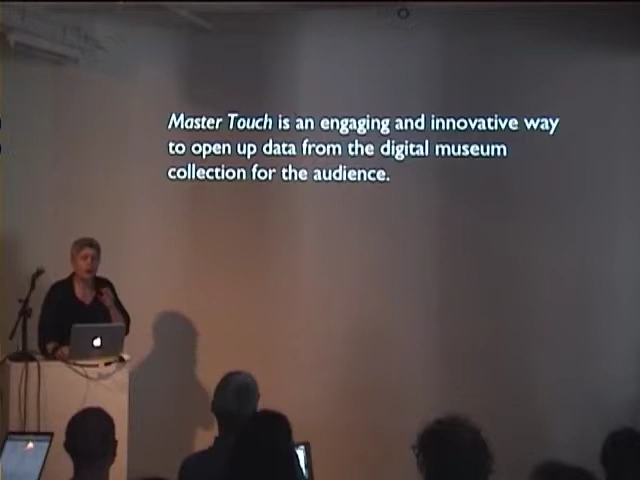 Master Touch is an engaging and innovative way
to open up data from the digital museum
collection for the audience.